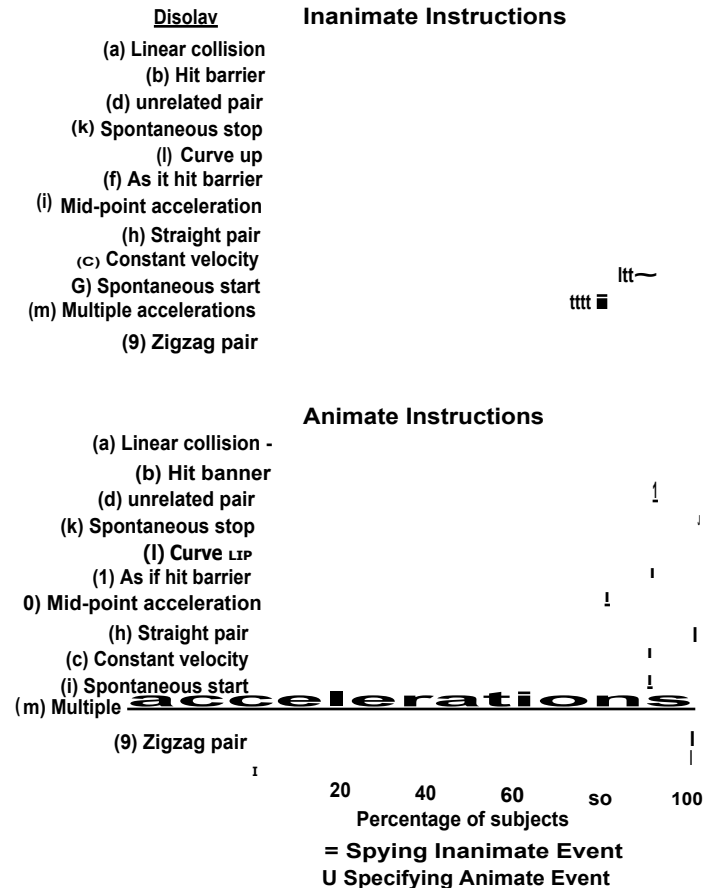 Disolav Inanimate Instructions
(a) Linear collision
(b) Hit barrier
(d) unrelated pair
(k) Spontaneous stop
(l) Curve up
(f) As it hit barrier
(i) Mid-point acceleration
(h) Straight pair
(c) Constant velocity
ltt~
G) Spontaneous start
tttt
(m) Multiple accelerations
(9) Zigzag pair
Animate Instructions
(a) Linear collision -
(b) Hit banner
(d) unrelated pair
(k) Spontaneous stop
(l) Curve LIP
(1) As if hit barrier
0) Mid-point acceleration
(h) Straight pair
(c) Constant velocity
(i) Spontaneous start
(m) Multiple accelerations
(9) Zigzag pair
I
20 40 60 so 100
Percentage of subjects
= Spying Inanimate Event
U Specifying Animate Event